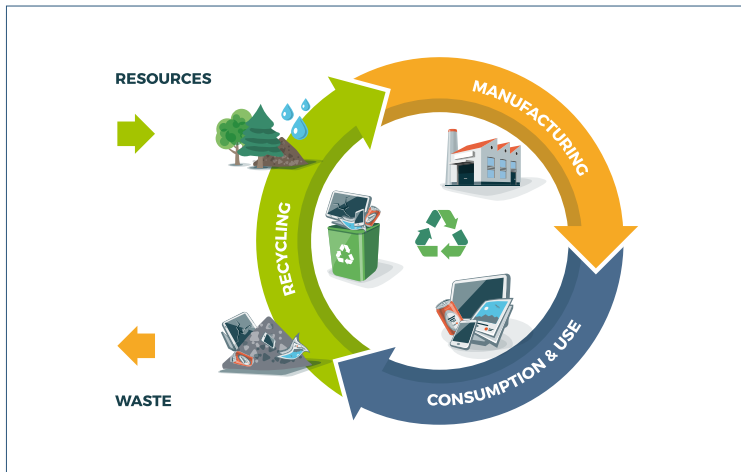 RESOURCES
MANUFACTURING
RECYCLING
CONSUMPTION & USE
WASTE